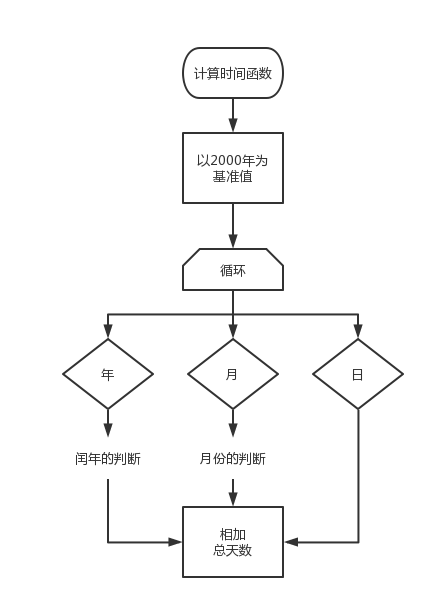 计算时间函数
以2000年为
基准值
循环
年
月
日
闰年的判断
月份的判断
相加
总天数